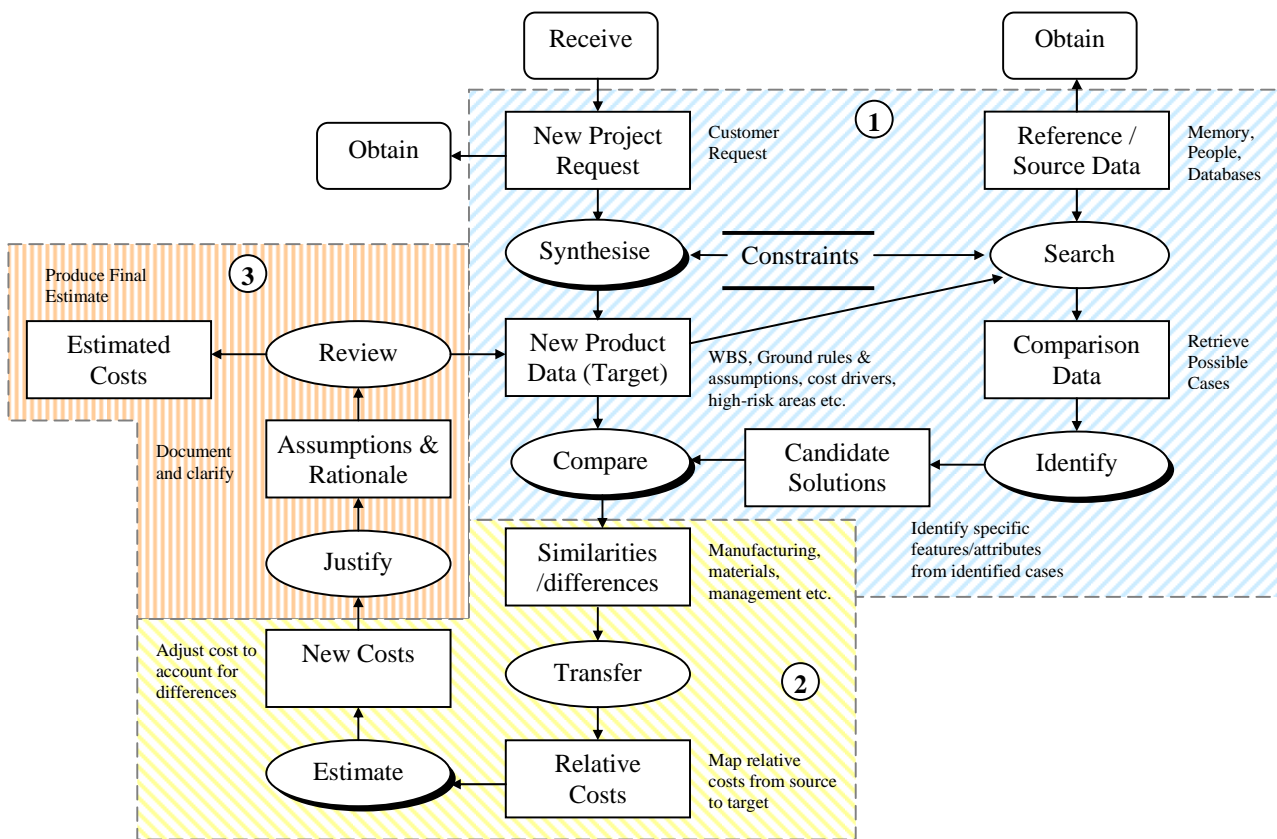 Receive
Obtain
1
New Project
Request
Customer
Request
Reference /
Source Data
Memory,
People,
Databases
Obtain
Synthesise
Constraints
Search
3
Produce Final
Estimate
Estimated
Costs
Review
New Product
Data (Target)
WBS, Ground rules &
assumptions, cost drivers,
high-risk areas etc.
Comparison
Data
Retrieve
Possible
Cases
Document
and clarify
Assumptions &
Rationale
Compare
Candidate
Solutions
Identify
Identify specific
features/attributes
from identified cases
Justify
Similarities
/differences
Manufacturing,
materials,
management etc.
Adjust cost to
account for
differences
New Costs
Transfer
2
Estimate
Relative
Costs
Map relative
costs from source
to target